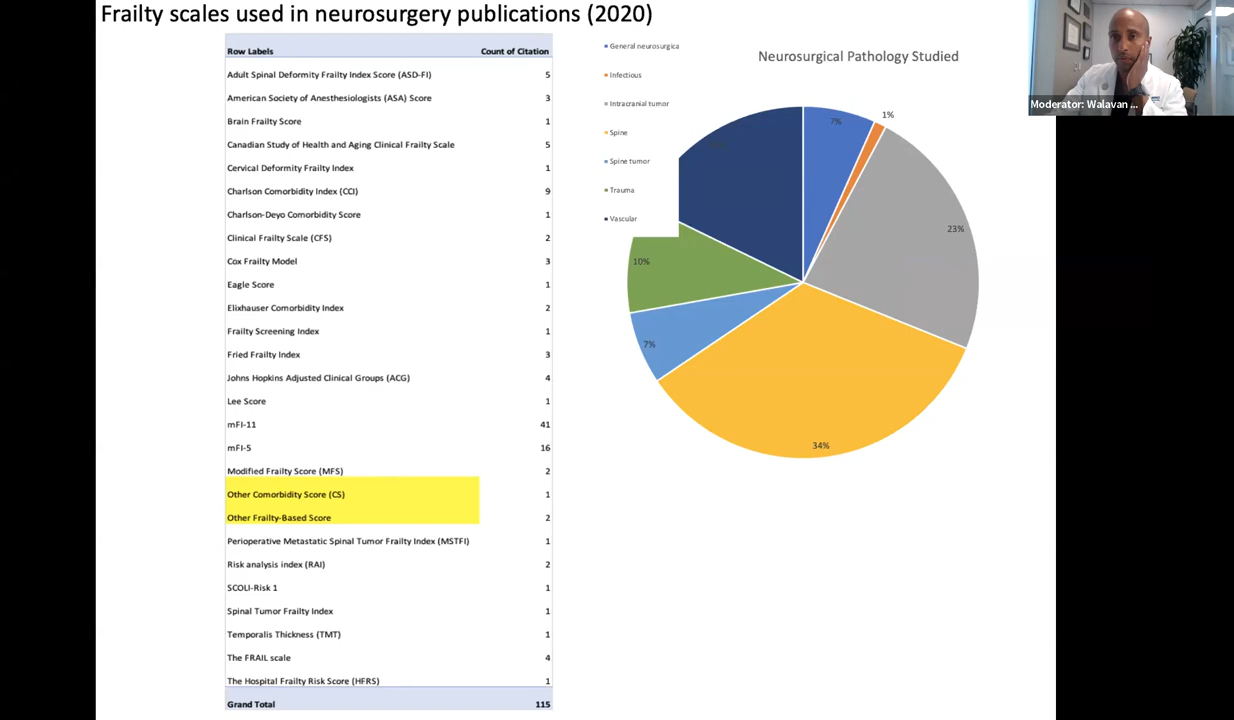 Frailty scales used in neurosurgery publications (2020)
Row Labels Count of Citation
Adult Spinal Deformity Frailty Index Score (ASD-FI) 5
American Society of Anesthesiologists (ASA) Score 3
Brain Frailty Score 1
Canadian Study of Health and Aging Clinical Frailty Scale 5
Cervical Deformity Frailty Index 1
Charlson Comorbidity Index (CCI) 9
Charlson-Deyo Comorbidity Score 1
Clinical Frailty Scale (CFS) 2
Cox Frailty Model 3
Eagle Score 1
Elixhauser Comorbidity Index 2
Frailty Screening Index 1
Fried Frailty Index 3
Johns Hopkins Adjusted Clinical Groups (ACG) 4
Lee Score 1
mFI-11 41
mFI-5 16
Modified Frailty Score (MFS) 2
Other Comorbidity Score (CS) 1
Other Frailty-Based Score 2
Perioperative Metastatic Spinal Tumor Frailty Index (MSTFI) 1
Risk analysis index (RAI) 2
SCOLI-Risk 1 1
Spinal Tumor Frailty Index 1
Temporalis Thickness (TMT) 1
The FRAIL scale 4
The Hospital Frailty Risk Score (HFRS) 1
Grand Total 115
General neurosurgica
Infectious
Intracranial tumor
Spine
Spine tumor
Trauma
Vascular
Neurosurgical Pathology Studied
7%
1%
23%
34%
7%
10%
Moderator: Walavan ...